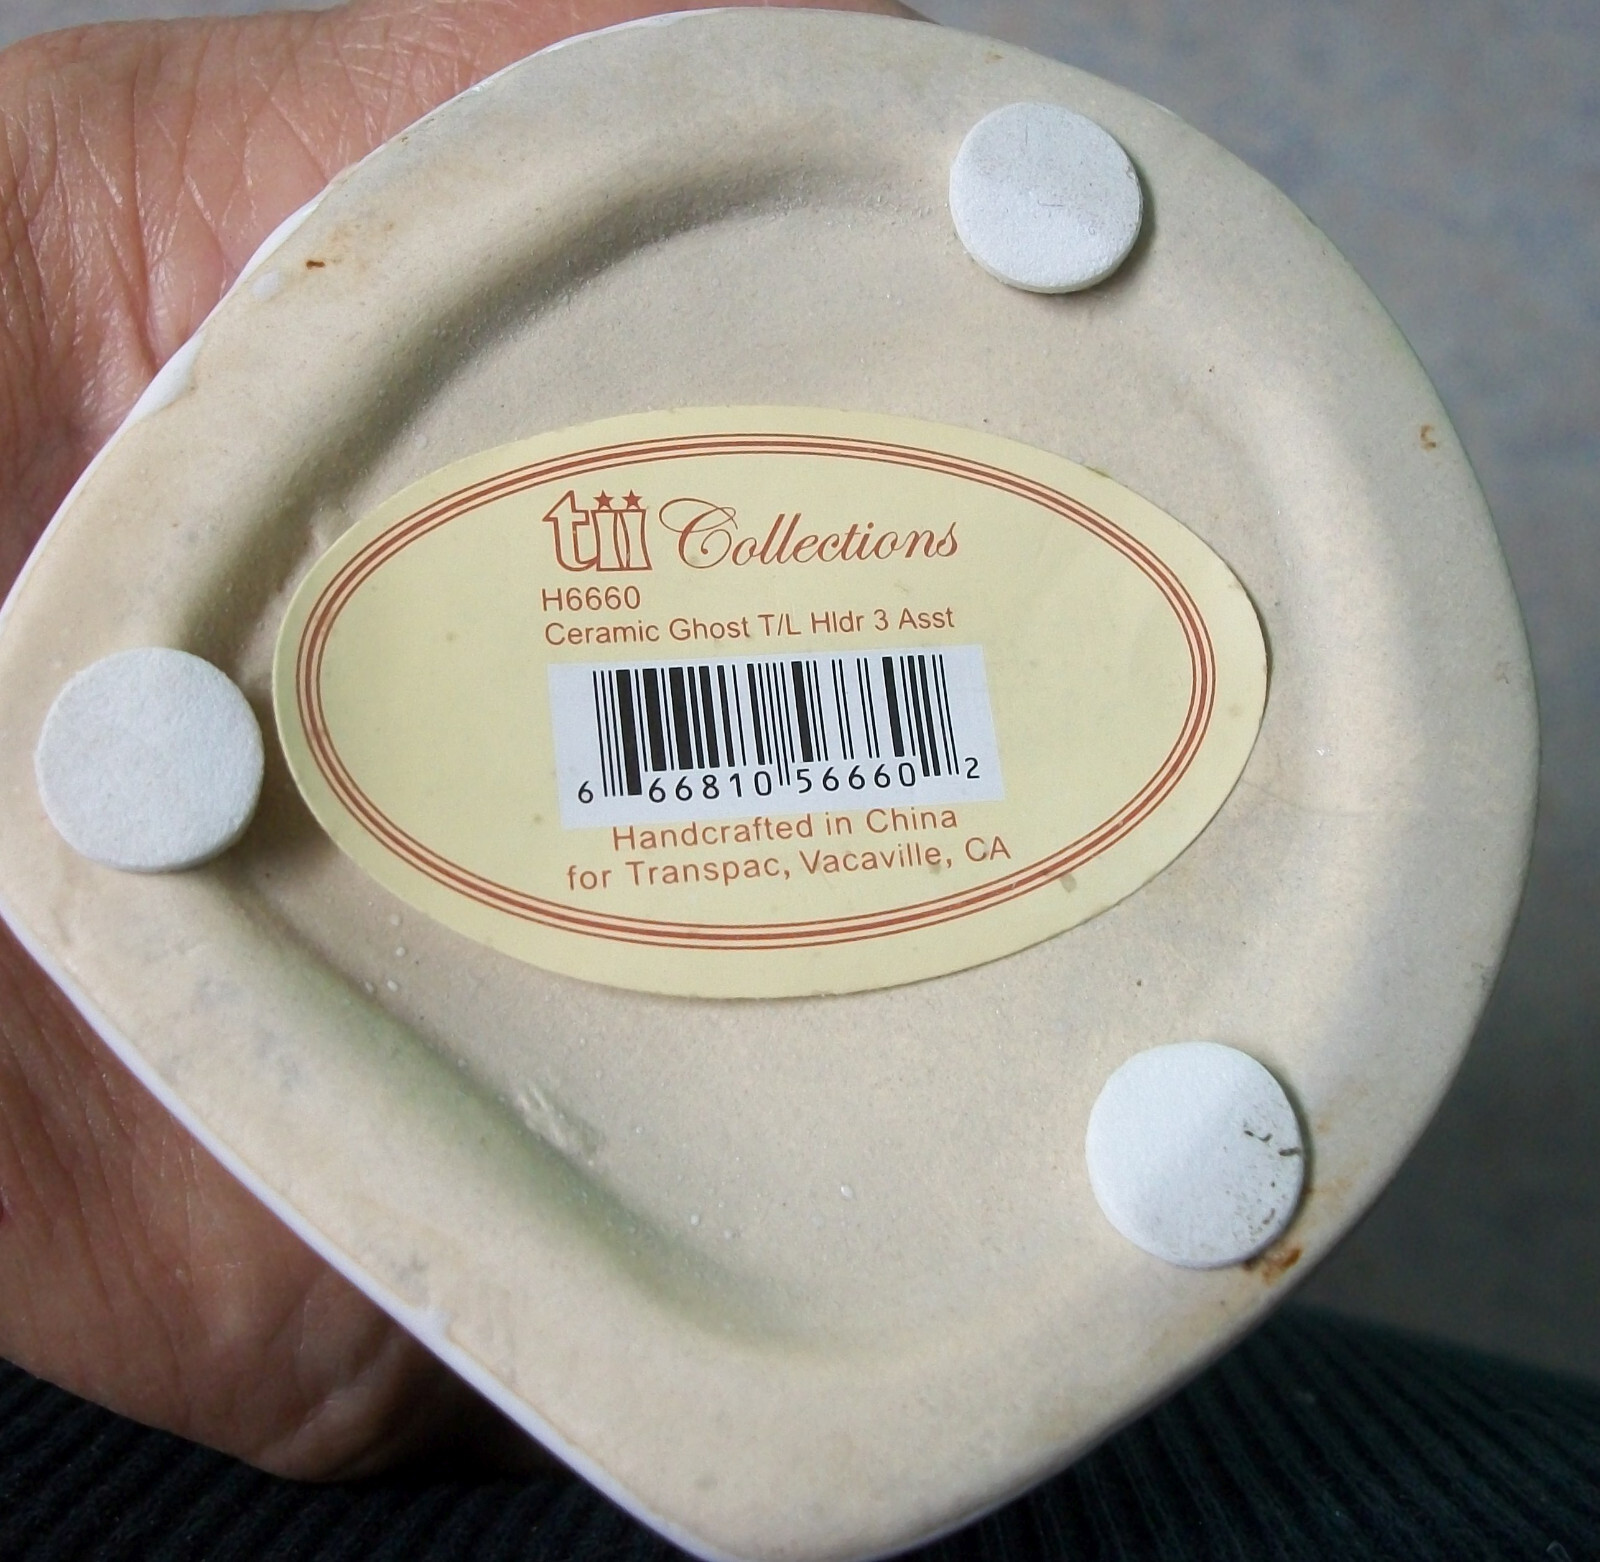 tii Collections
H6660
Ceramic Ghost T/L Hldr 3 Asst
6 66810 56660 2
Handcrafted in China
for Transpac, Vacaville, CA